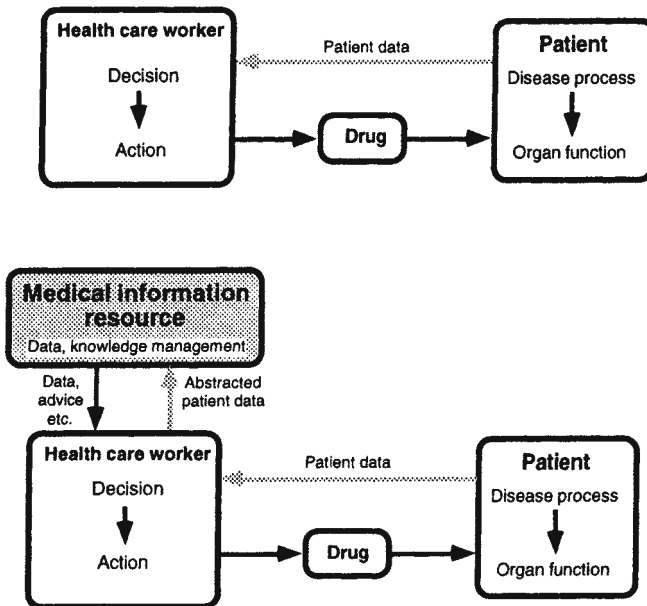 Health care worker
Patient data
Patient
Decision
Disease process
Drug
Action
Organ function
Medical information
resource
Data, knowledge management
Data,
advice
etc.
Abstracted
patient data
Health care worker
Patient data
Patient
Decision
Disease process
Drug
Action
Organ function